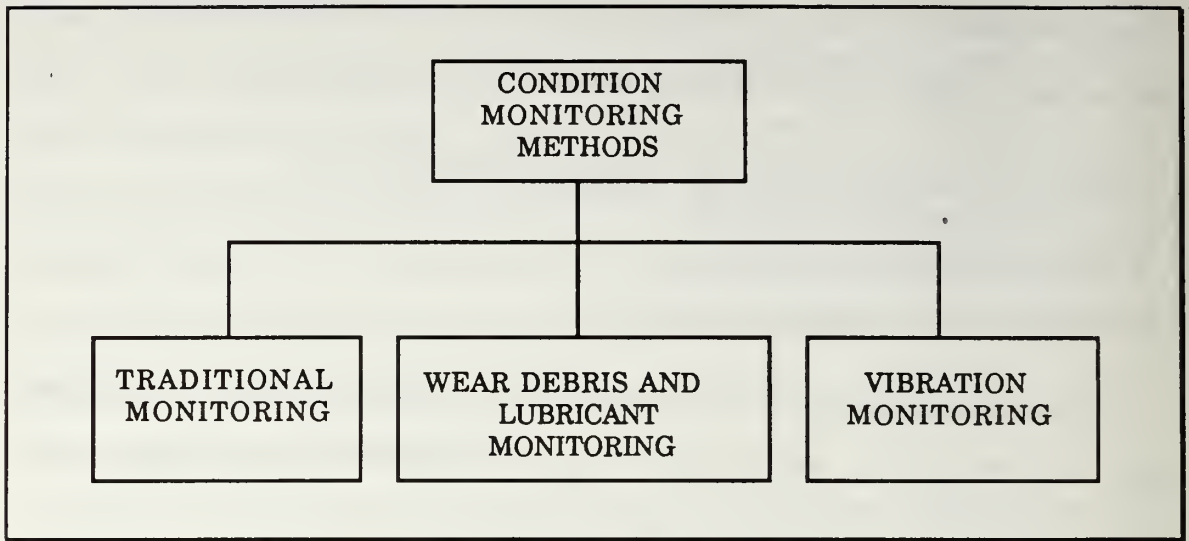 CONDITION
MONITORING
METHODS
TRADITIONAL
MONITORING
WEAR DEBRIS AND
LUBRICANT
MONITORING
VIBRATION
MONITORING